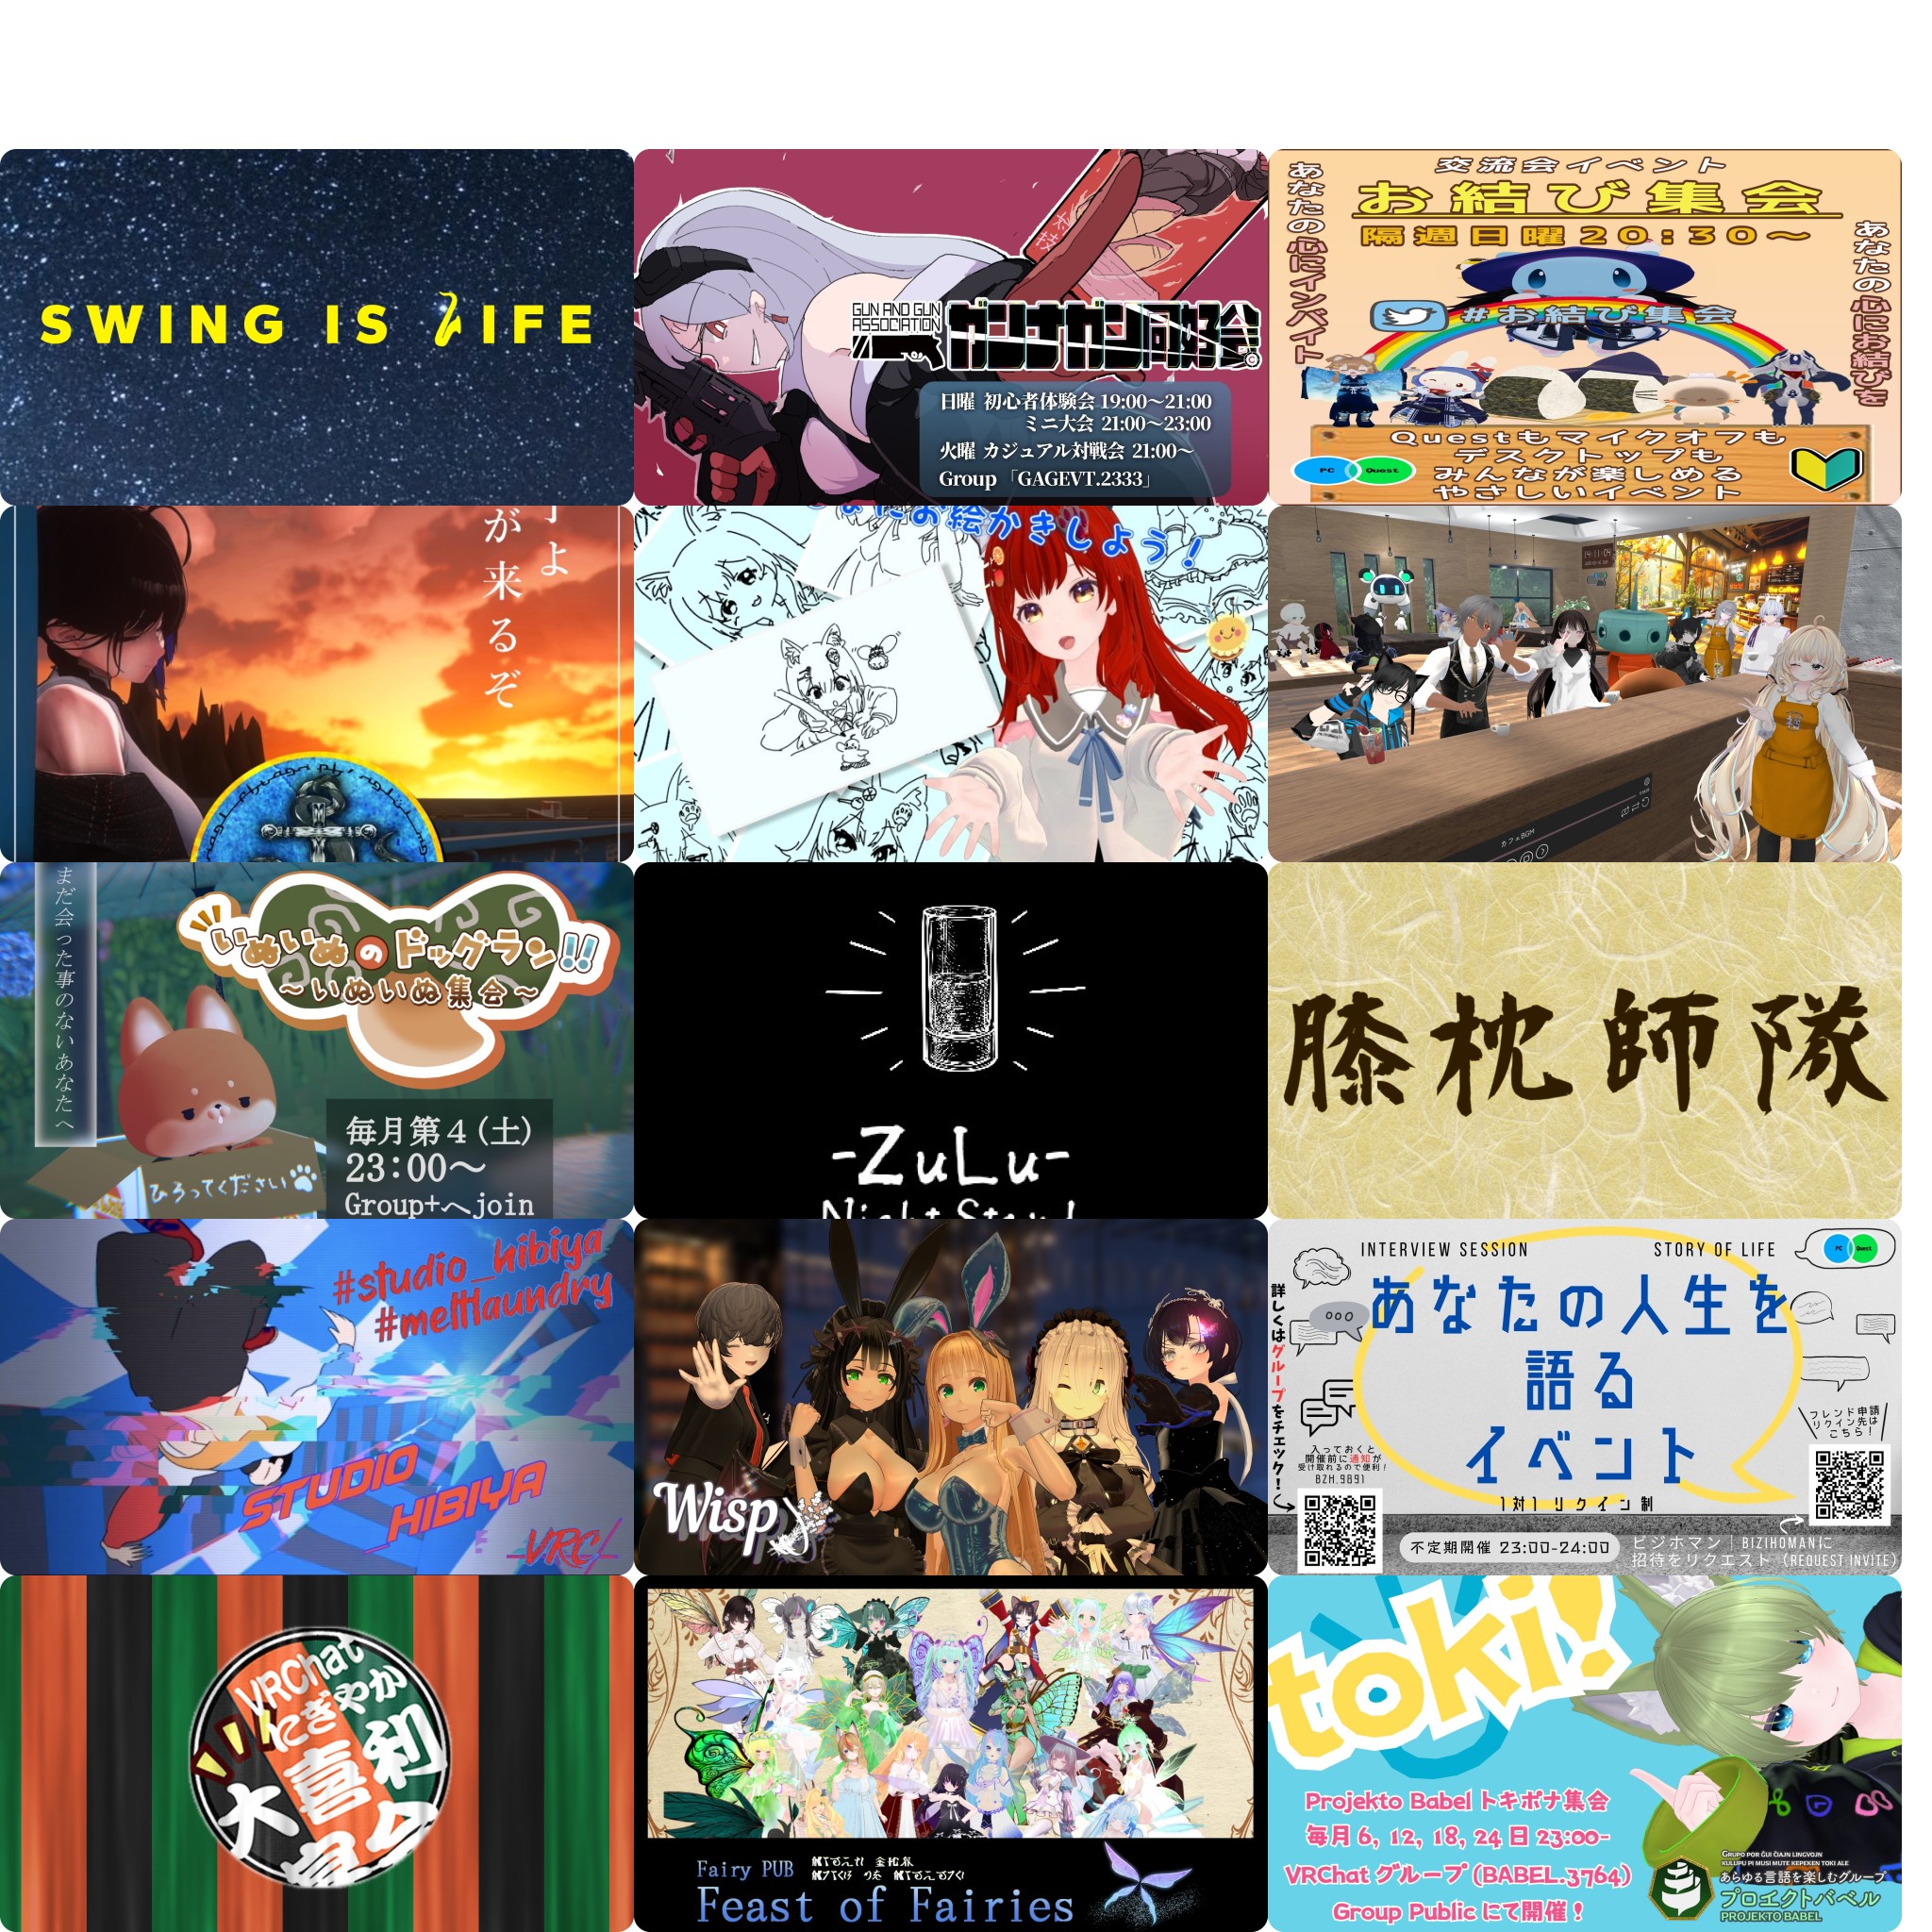 SWING IS LIFE
GUN AND GUN
ASSOCIATION
ガンナガン同好会
日曜 初心者体験会 19:00〜21:00
ミニ大会 21:00〜23:00
火曜 カジュアル対戦会 21:00〜
Group「GAGEVT.2333」
交流会イベント
お結び集会
隔週日曜20:30〜
#お結び集会
あなたの心にインバイト
あなたの心にお結びを
Questもマイクオフも
デスクトップも
みんなが楽しめる
やさしいイベント
PC
Quest
よ
が来るぞ
お絵かきしよう!
カフェBGM
まだ会った事のないあなたへ
いぬいぬのドッグラン!!
〜いぬいぬ集会〜
ひろってください
毎月第4(土)
23:00〜
Group+へjoin
-ZuLu-
膝枕師隊
#studio_hibiya
#meltlaundry
STUDIO
_HIBIYA
VRC
Wisp
INTERVIEW SESSION
STORY OF LIFE
PC
Quest
あなたの人生を
語る
イベント
1対1 リクイン制
詳しくはグループをチェック!
入っておくと
開催前に通知が
受け取れるので便利!
BZM.9891
フレンド申請
リクイン先は
こちら!
不定期開催 23:00-24:00
ビジホマン|BIZIHOMANに
招待をリクエスト (REQUEST INVITE)
VRChat
にぎやか
大喜利
Fairy PUB
Feast of Fairies
toki!
Projekto Babel トキポナ集会
毎月 6, 12, 18, 24 日 23:00-
VRChat グループ (BABEL.3764)
Group Public にて開催！
GRUPO POR ĈIUJ ĈIAJN LINGVOJN
KULUPU PI MUSI MUTE KEPEKEN TOKI ALE
あらゆる言語を楽しむグループ
プロイェクトバベル
PROJEKTO BABEL